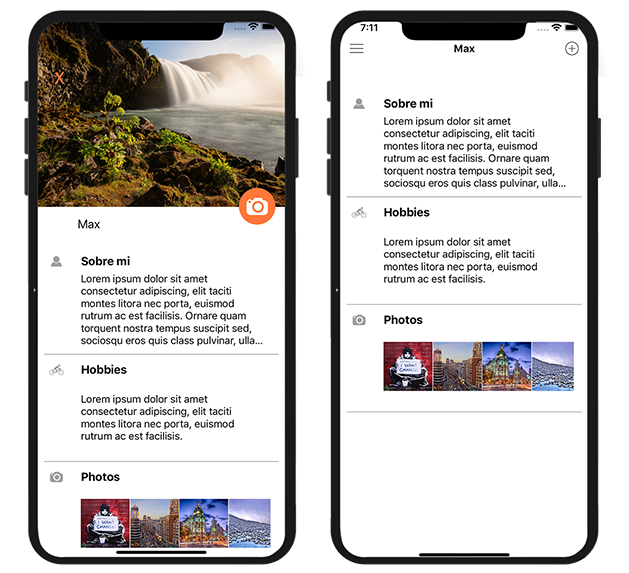 X
Max
Sobre mi
Lorem ipsum dolor sit amet
consectetur adipiscing, elit taciti
montes litora nec porta, euismod
rutrum ac est facilisis. Ornare quam
torquent nostra tempus suscipit sed,
sociosqu eros quis class pulvinar, ulla...
Hobbies
Lorem ipsum dolor sit amet
consectetur adipiscing, elit taciti
montes litora nec porta, euismod
rutrum ac est facilisis.
Photos
I WANT
CHANGE
7:11
Max
Sobre mi
Lorem ipsum dolor sit amet
consectetur adipiscing, elit taciti
montes litora nec porta, euismod
rutrum ac est facilisis. Ornare quam
torquent nostra tempus suscipit sed,
sociosqu eros quis class pulvinar, ulla...
Hobbies
Lorem ipsum dolor sit amet
consectetur adipiscing, elit taciti
montes litora nec porta, euismod
rutrum ac est facilisis.
Photos
I WANT
CHANGE